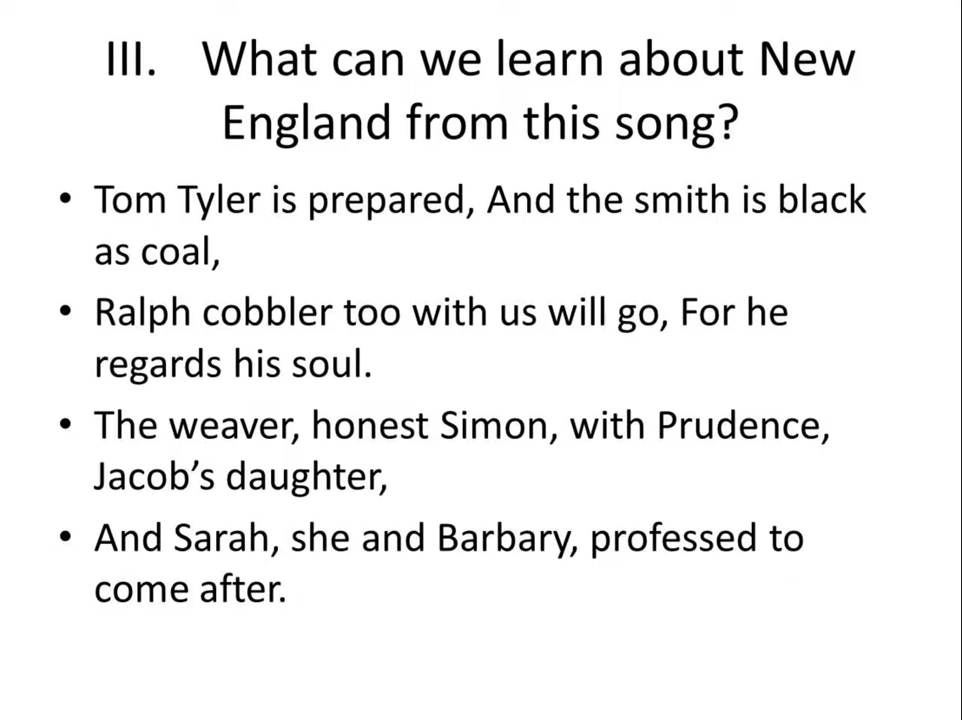 III. What can we learn about New
England from this song?
• Tom Tyler is prepared, And the smith is black
as coal,
• Ralph cobbler too with us will go, For he
regards his soul.
• The weaver, honest Simon, with Prudence,
Jacob’s daughter,
• And Sarah, she and Barbary, professed to
come after.